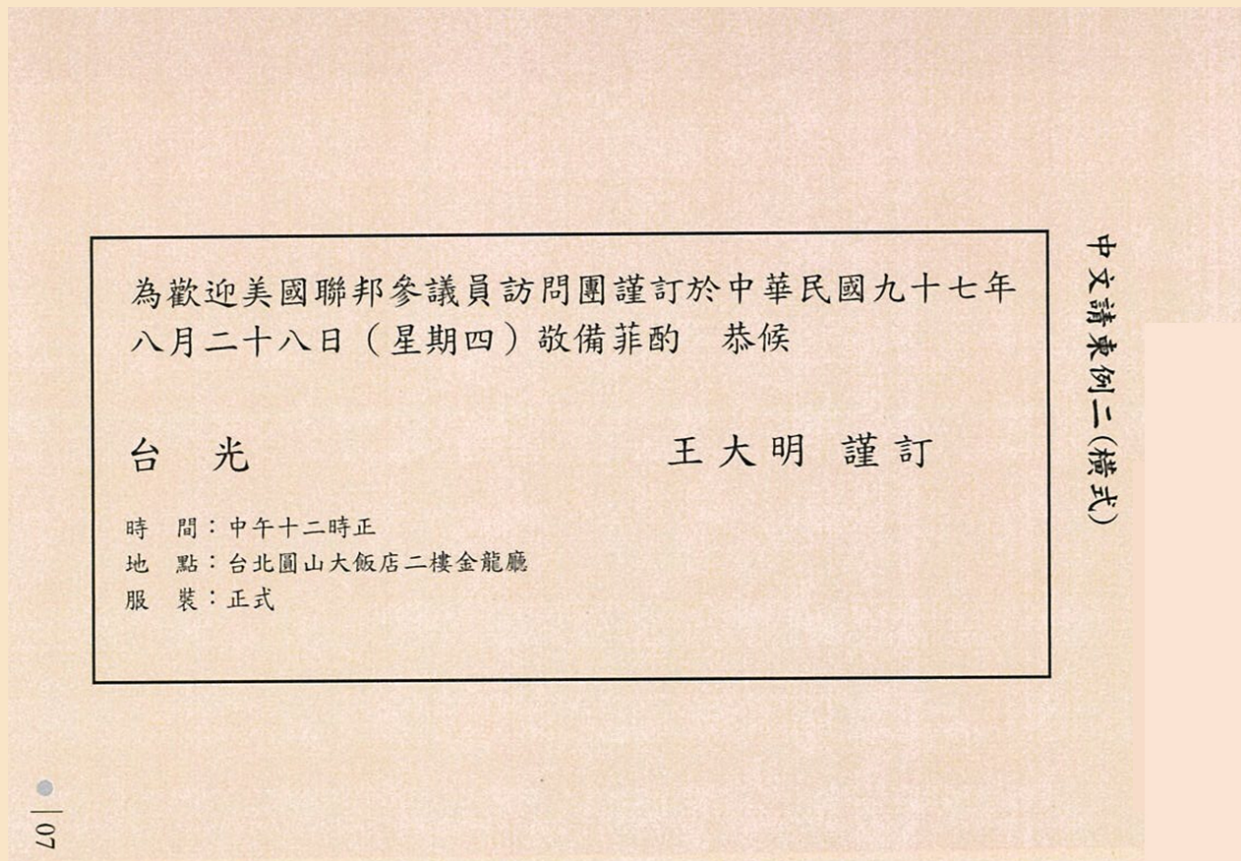 中文請柬例二(橫式)
為歡迎美國聯邦參議員訪問團謹訂於中華民國九十七年
八月二十八日（星期四）敬備菲酌　恭候
台　光　　　　王大明 謹訂
時　間：中午十二時正
地　點：台北圓山大飯店二樓金龍廳
服　裝：正式
07